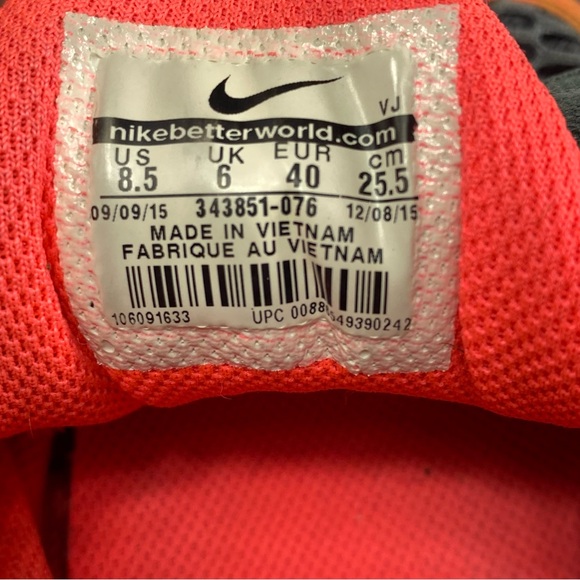 VJ
nikebetterworld.com
US UK EUR cm
8.5 6 40 25.5
09/09/15 343851-076 12/08/15
MADE IN VIETNAM
FABRIQUE AU VIETNAM
106091633 UPC